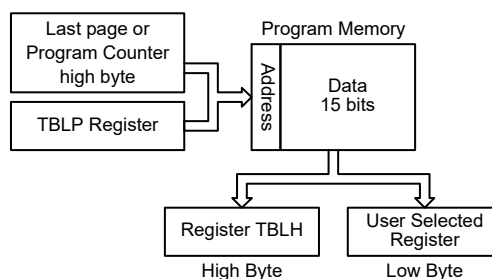 Last page or
Program Counter
high byte
TBLP Register
Program Memory
Address
Data
15 bits
Register TBLH
High Byte
User Selected
Register
Low Byte